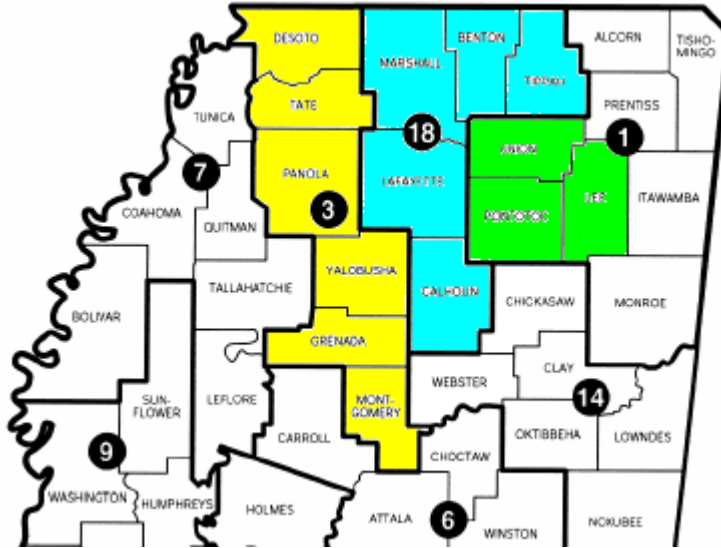 DESOTO
BENTON
ALCORN
TISHO-
MINGO
MARSHALL
TIPPAH
TATE
PRENTISS
TUNICA
18
1
UNION
7
PANOLA
LAFAYETTE
LEE
ITAWAMBA
3
COAHOMA
PONTOTOC
QUITMAN
YALOBUSHA
TALLAHATCHIE
CALHOUN
CHICKASAW
MONROE
BOLIVAR
GRENADA
CLAY
WEBSTER
SUN-
FLOWER
LEFLORE
MONT-
GOMERY
14
CARROLL
OKTIBBEHA
LOWNDES
9
CHOCTAW
WASHINGTON
HUMPHREYS
HOLMES
ATTALA
6
WINSTON
NOXUBEE